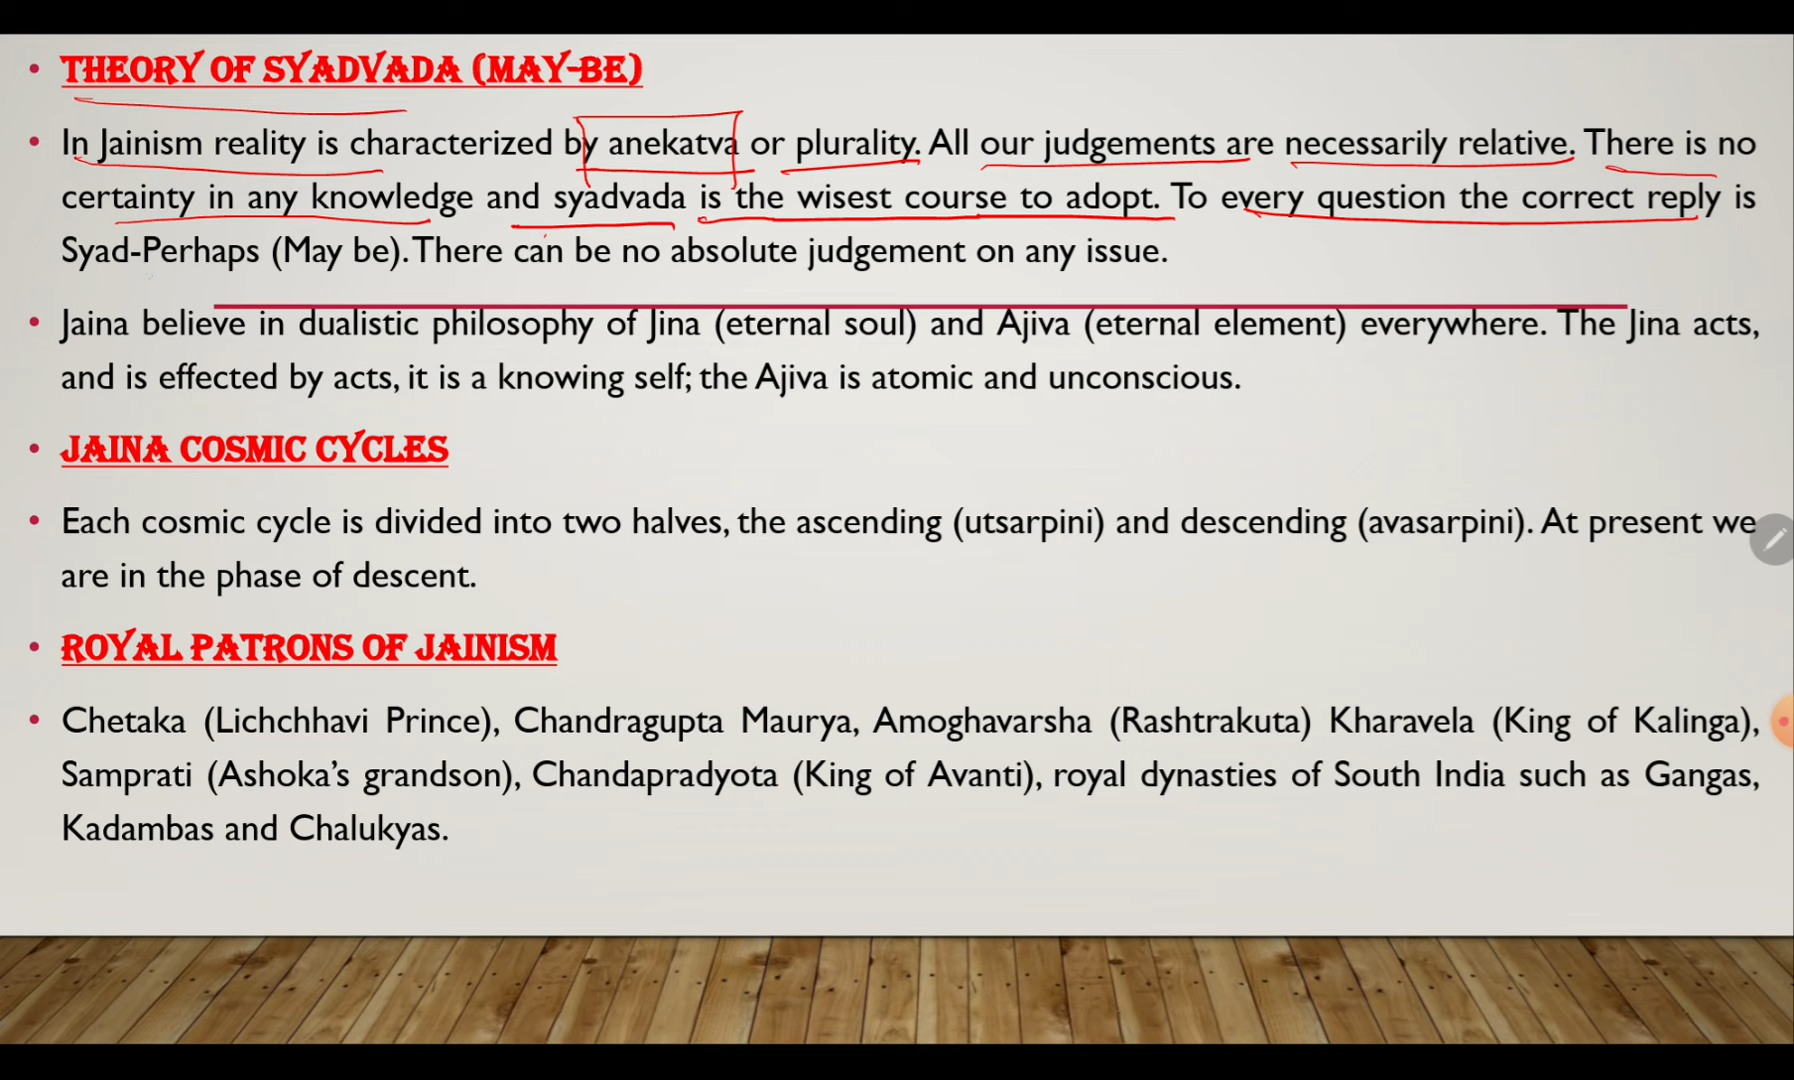 THEORY OF SYADVADA (MAY-BE)
In Jainism reality is characterized by anekatva or plurality. All our judgements are necessarily relative. There is no
certainty in any knowledge and syadvada is the wisest course to adopt. To every question the correct reply is
Syad-Perhaps (May be). There can be no absolute judgement on any issue.
Jaina believe in dualistic philosophy of Jina (eternal soul) and Ajiva (eternal element) everywhere. The Jina acts,
and is effected by acts, it is a knowing self; the Ajiva is atomic and unconscious.
JAINA COSMIC CYCLES
Each cosmic cycle is divided into two halves, the ascending (utsarpini) and descending (avasarpini). At present we
are in the phase of descent.
ROYAL PATRONS OF JAINISM
Chetaka (Lichchhavi Prince), Chandragupta Maurya, Amoghavarsha (Rashtrakuta) Kharavela (King of Kalinga),
Samprati (Ashoka's grandson), Chandapradyota (King of Avanti), royal dynasties of South India such as Gangas,
Kadambas and Chalukyas.